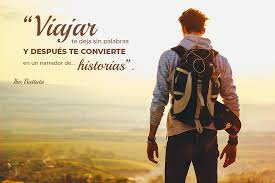 “Viajar
te deja sin palabras
Y DESPUÉS TE CONVIERTE
en un narrador de... historias”.
Ibn Battuta